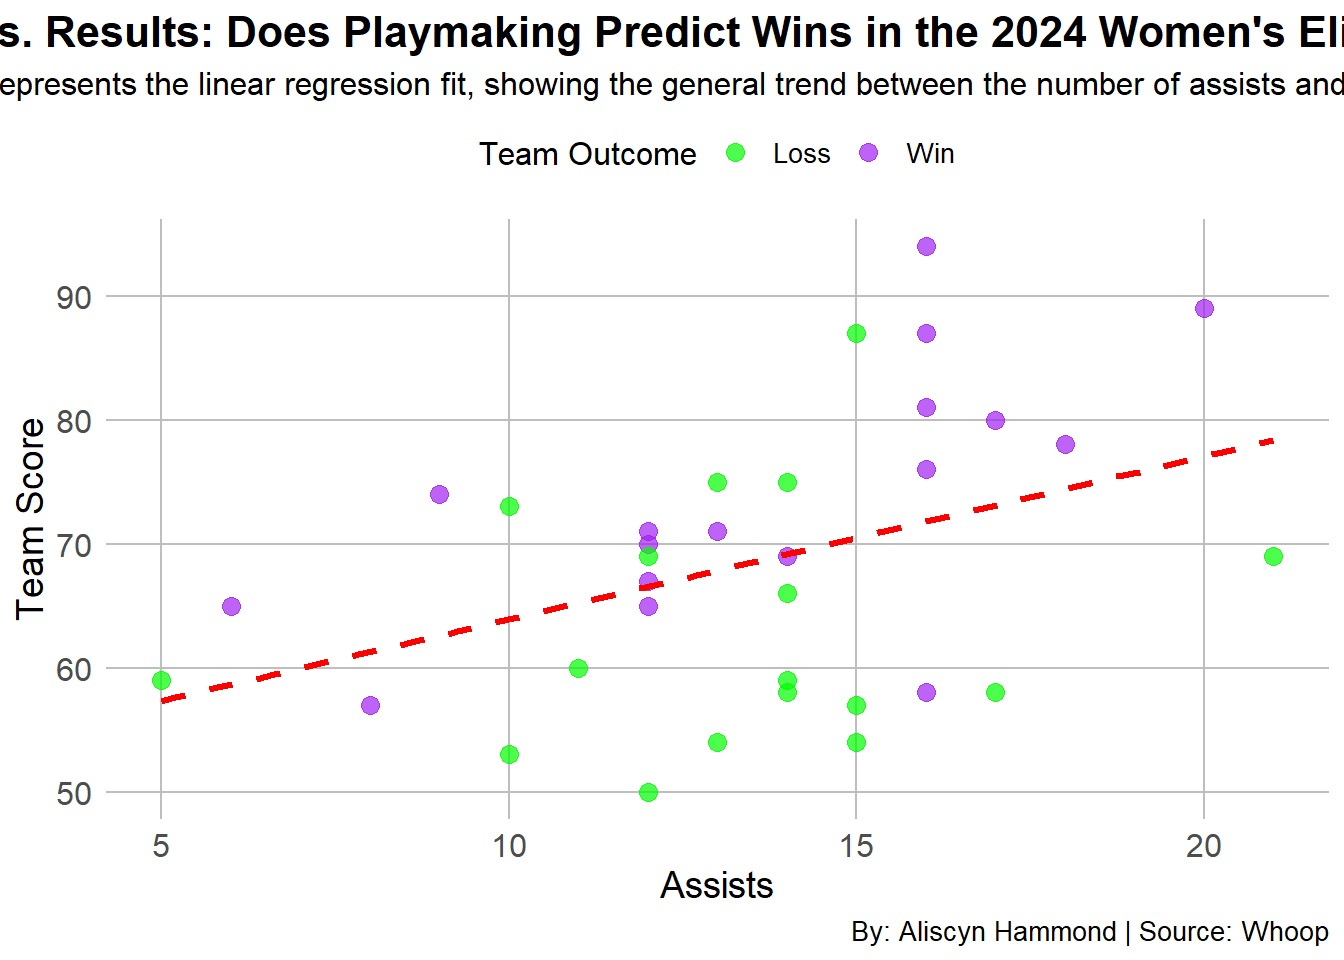 s. Results: Does Playmaking Predict Wins in the 2024 Women's Eli
epresents the linear regression fit, showing the general trend between the number of assists and
Team Outcome Loss Win
Team Score
90
80
70
60
50
5 10 15 20
Assists
By: Aliscyn Hammond | Source: Whoop